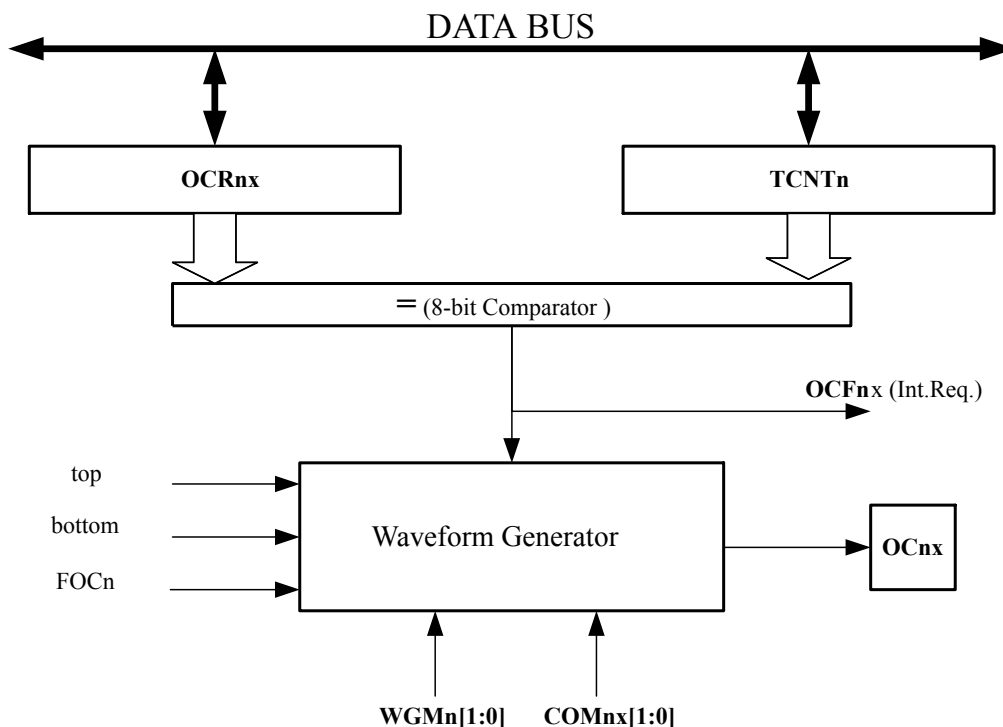 DATA BUS
OCRnx
TCNTn
= (8-bit Comparator )
OCFnx (Int.Req.)
top
bottom
FOCn
Waveform Generator
OCnx
WGMn[1:0]
COMnx[1:0]